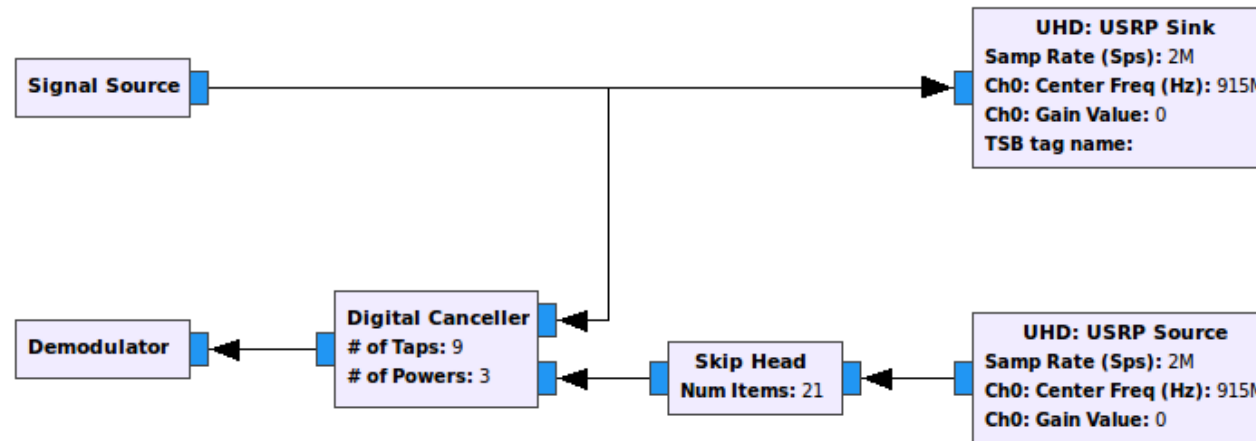 Signal Source
UHD: USRP Sink
Samp Rate (Sps): 2M
Ch0: Center Freq (Hz): 915M
Ch0: Gain Value: 0
TSB tag name:
Demodulator
Digital Canceller
# of Taps: 9
# of Powers: 3
Skip Head
Num Items: 21
UHD: USRP Source
Samp Rate (Sps): 2M
Ch0: Center Freq (Hz): 915M
Ch0: Gain Value: 0